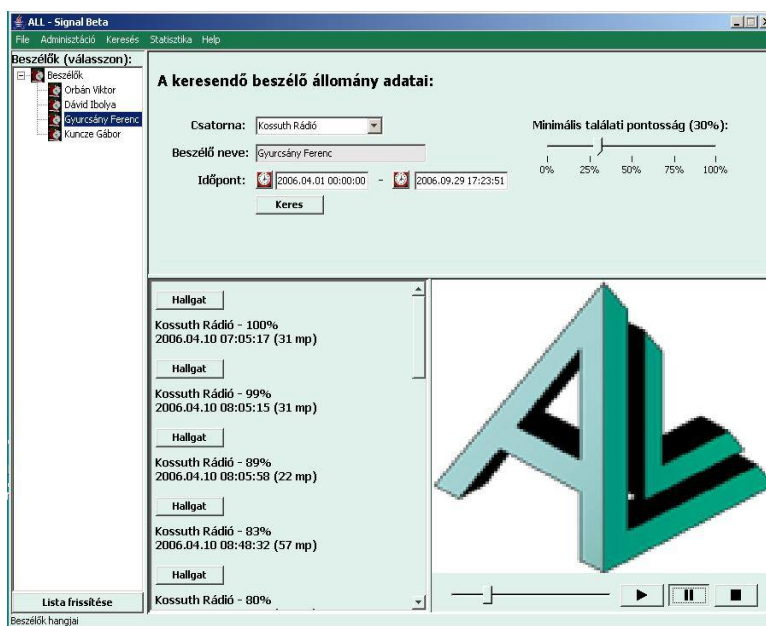 ALL - Signal Beta
File Adminisztáció Keresés Statisztika Help
Beszélők (válasszon):
Beszélők
Orbán Viktor
Dávid Ibolya
Gyurcsány Ferenc
Kuncze Gábor
Lista frissítése
A keresendő beszélő állomány adatai:
Csatorna: Kossuth Rádió
Beszélő neve: Gyurcsány Ferenc
Időpont: 2006.04.01 00:00:00 - 2006.09.29 17:23:51
Keres
Minimális találati pontosság (30%):
0% 25% 50% 75% 100%
Hallgat
Kossuth Rádió - 100%
2006.04.10 07:05:17 (31 mp)
Hallgat
Kossuth Rádió - 99%
2006.04.10 08:05:15 (31 mp)
Hallgat
Kossuth Rádió - 89%
2006.04.10 08:05:58 (22 mp)
Hallgat
Kossuth Rádió - 83%
2006.04.10 08:48:32 (57 mp)
Hallgat
Kossuth Rádió - 80%
ALL
Beszélők hangjai